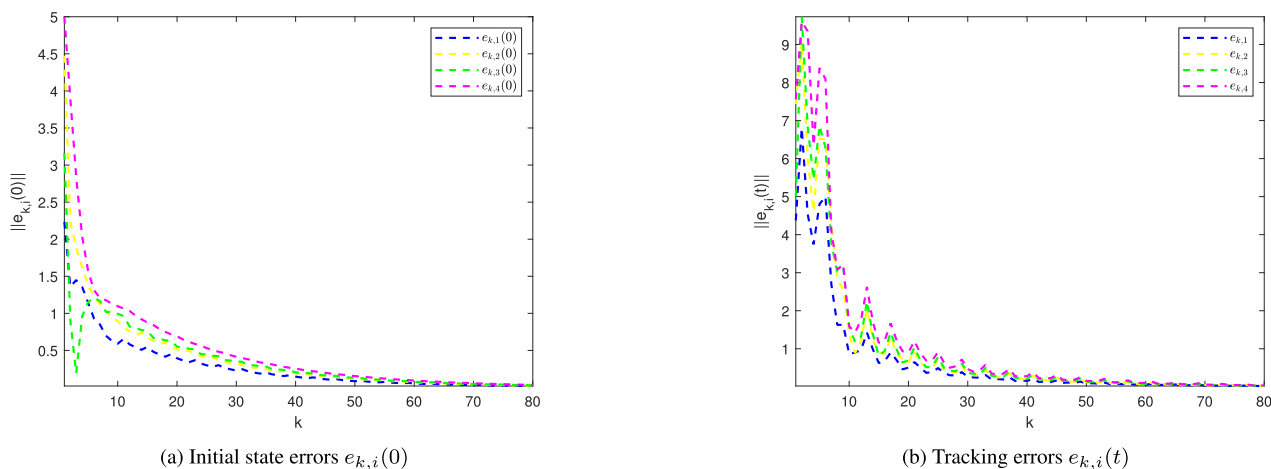 5
4.5
4
3.5
3
2.5
2
1.5
1
0.5
||e_{k,i}(0)||
10 20 30 40 50 60 70 80
k
e_{k,1}(0)
e_{k,2}(0)
e_{k,3}(0)
e_{k,4}(0)
(a) Initial state errors e_{k,i}(0)
9
8
7
6
5
4
3
2
1
||e_{k,i}(t)||
10 20 30 40 50 60 70 80
k
e_{k,1}
e_{k,2}
e_{k,3}
e_{k,4}
(b) Tracking errors e_{k,i}(t)